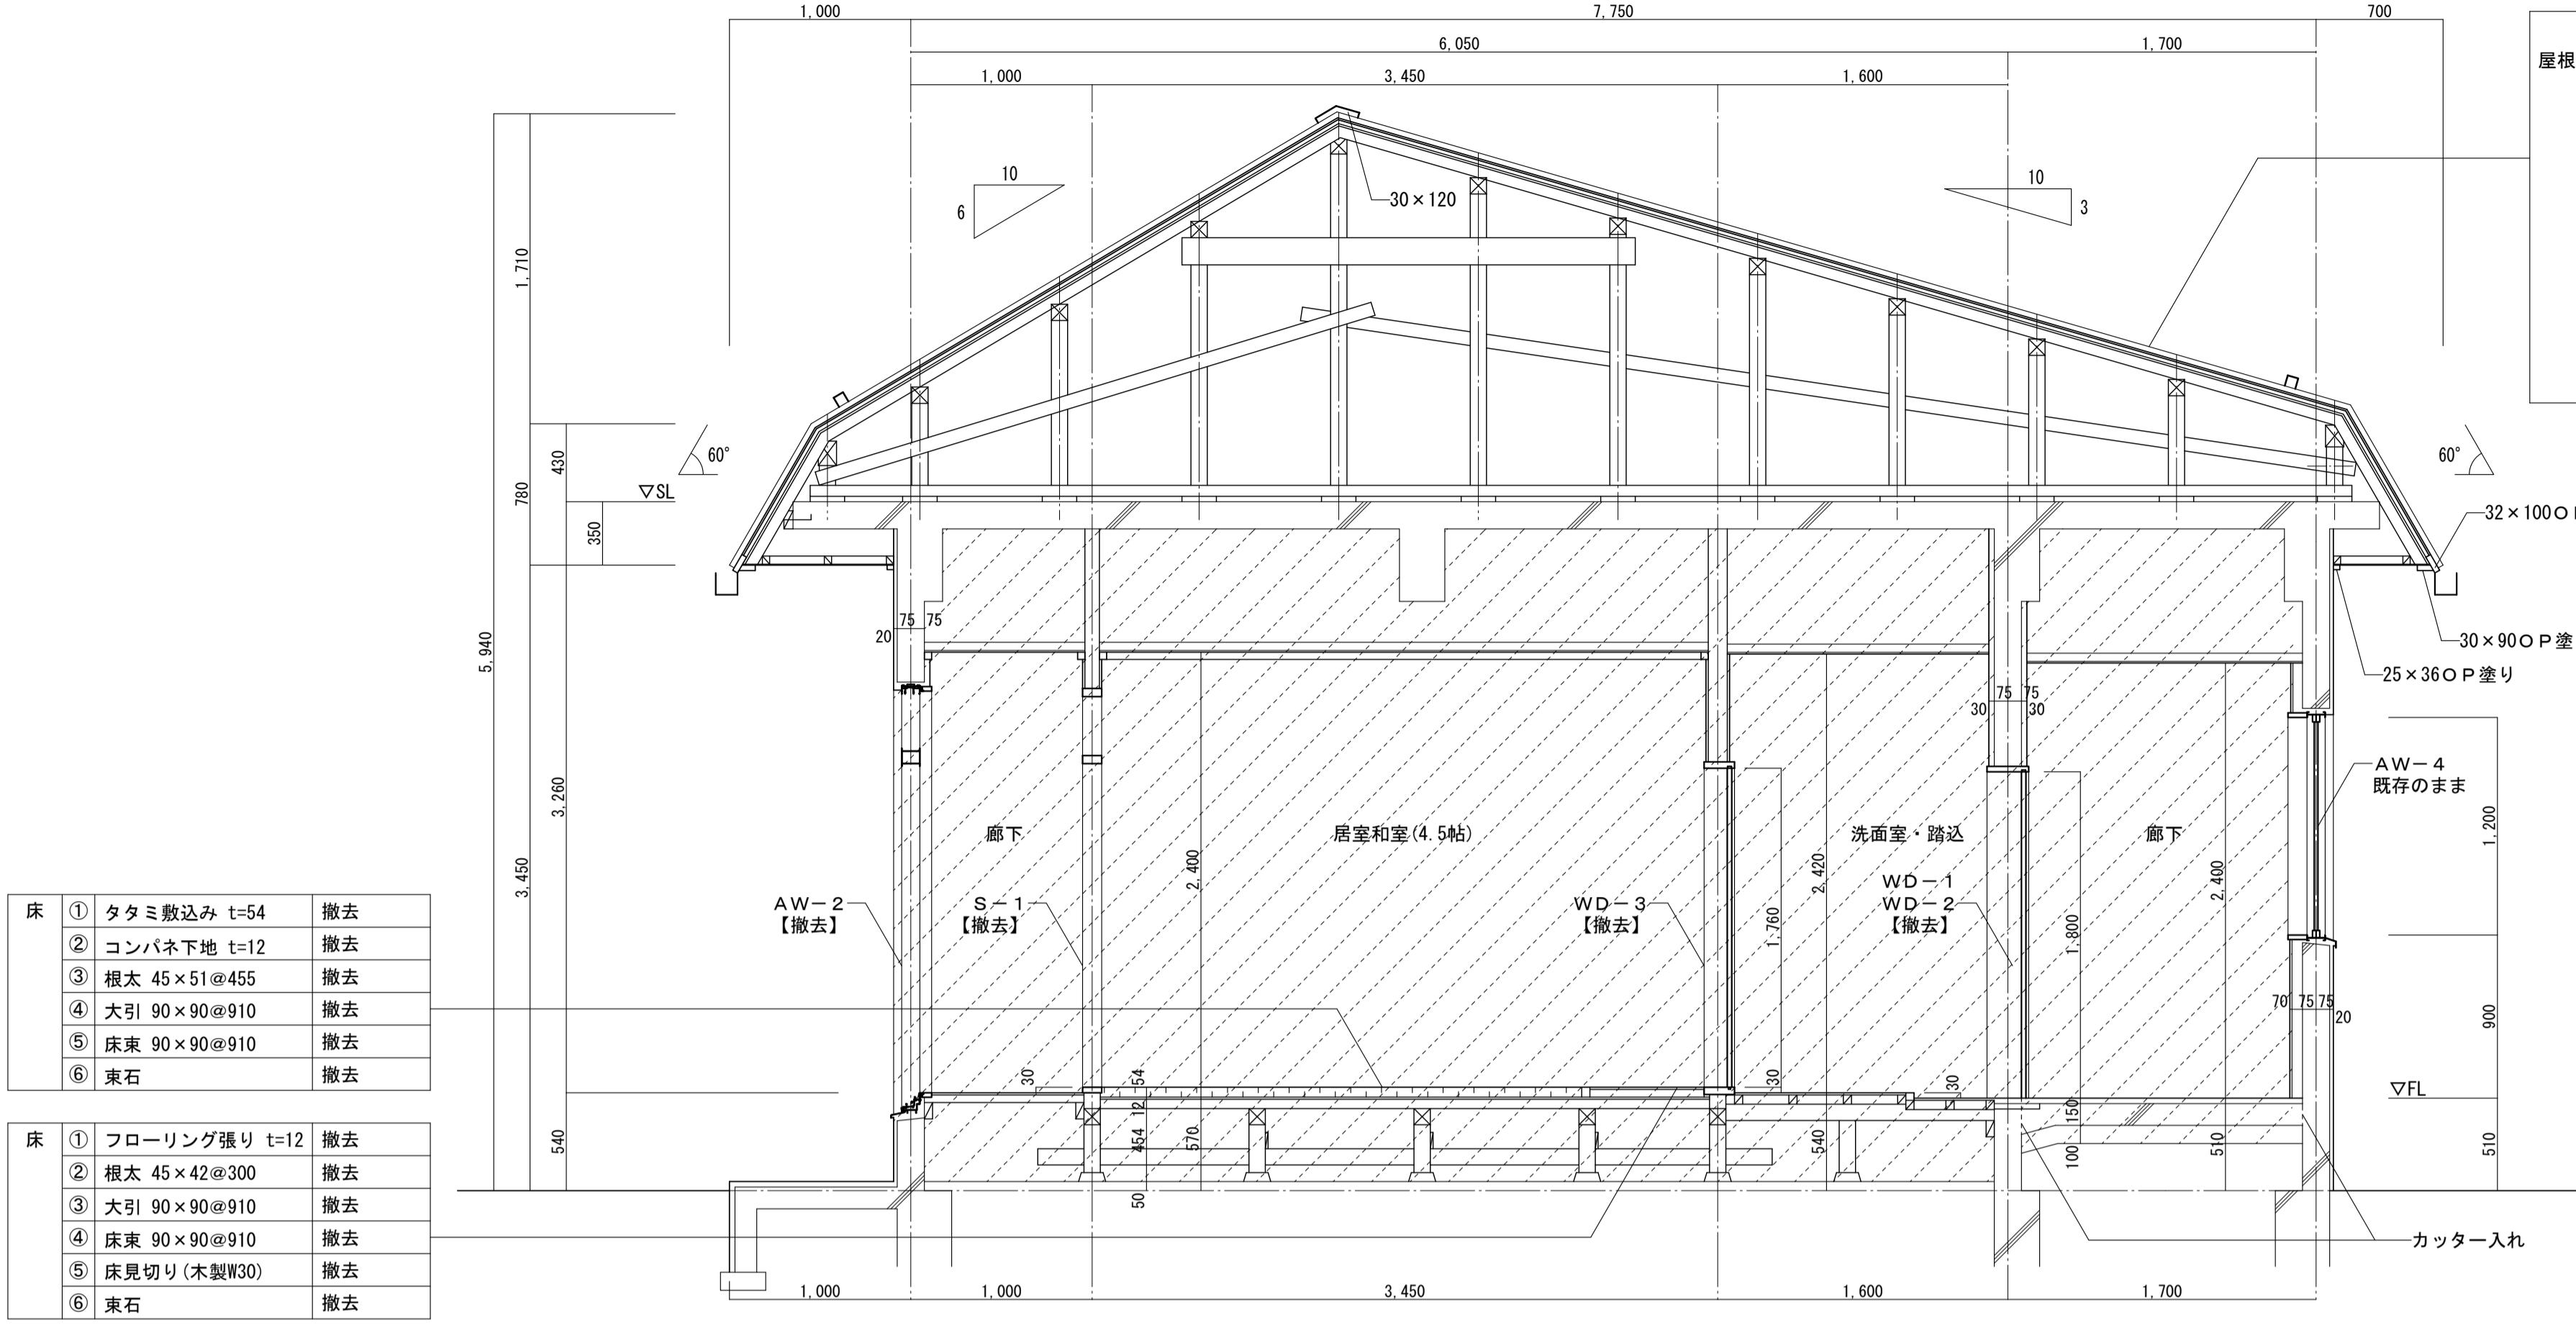 1,000
7,750
700
6,050
1,700
1,000
3,450
1,600
屋根
10
6
30×120
10
3
1,710
430
780
60°
60°
▽SL
350
32×100O
5,940
20
75
75
30×90OP塗
25×36OP塗り
75
75
30
30
3,260
3,450
AW-4
既存のまま
1,200
廊下
居室和室(4.5帖)
洗面室・踏込
廊下
2,400
2,420
2,400
AW-2
【撤去】
S-1
【撤去】
WD-3
【撤去】
WD-1
WD-2
【撤去】
1,760
1,800
床 ① タタミ敷込み t=54 撤去
② コンパネ下地 t=12 撤去
③ 根太 45×51@455 撤去
④ 大引 90×90@910 撤去
⑤ 床束 90×90@910 撤去
⑥ 束石 撤去
70
75
75
20
900
30
54
30
30
▽FL
540
12
454
570
540
150
100
510
510
50
床 ① フローリング張り t=12 撤去
② 根太 45×42@300 撤去
③ 大引 90×90@910 撤去
④ 床束 90×90@910 撤去
⑤ 床見切り(木製W30) 撤去
⑥ 束石 撤去
カッター入れ
1,000
1,000
3,450
1,600
1,700